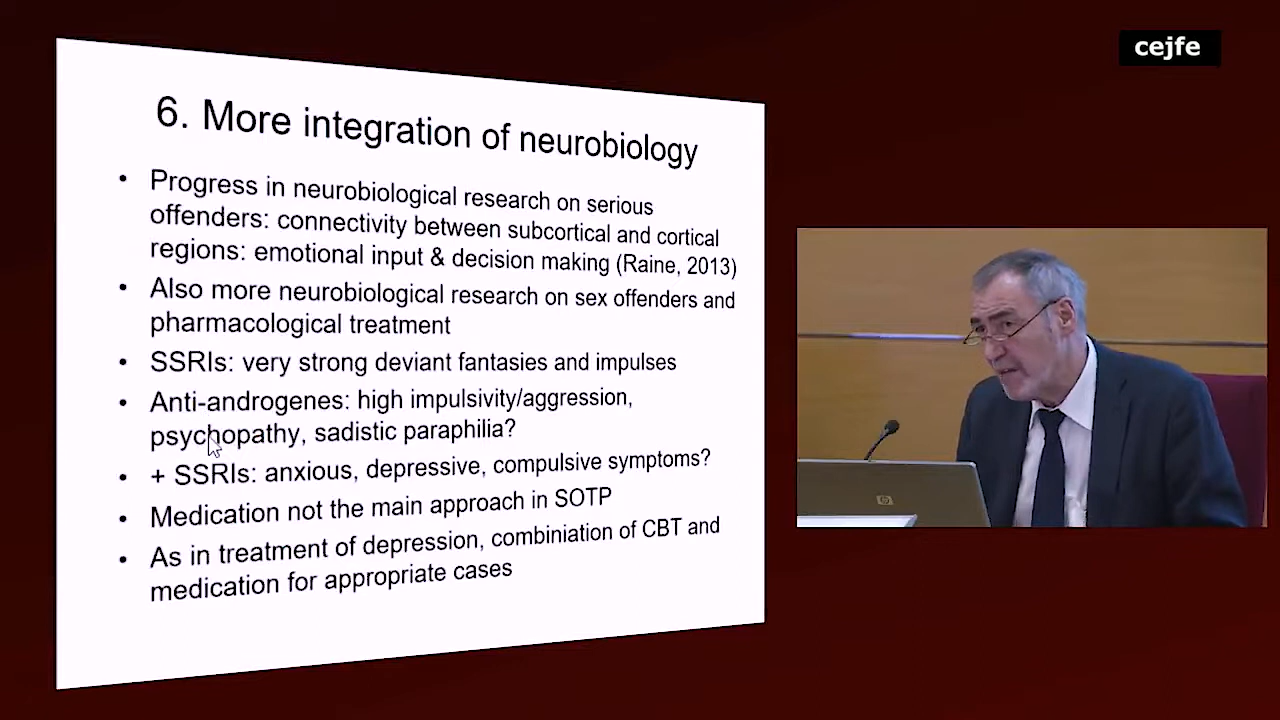 cejfe
6. More integration of neurobiology
• Progress in neurobiological research on serious
offenders: connectivity between subcortical and cortical
regions: emotional input & decision making (Raine, 2013)
• Also more neurobiological research on sex offenders and
pharmacological treatment
• SSRIs: very strong deviant fantasies and impulses
• Anti-androgenes: high impulsivity/aggression,
psychopathy, sadistic paraphilia?
• + SSRIs: anxious, depressive, compulsive symptoms?
• Medication not the main approach in SOTP
• As in treatment of depression, combiniation of CBT and
medication for appropriate cases
hp